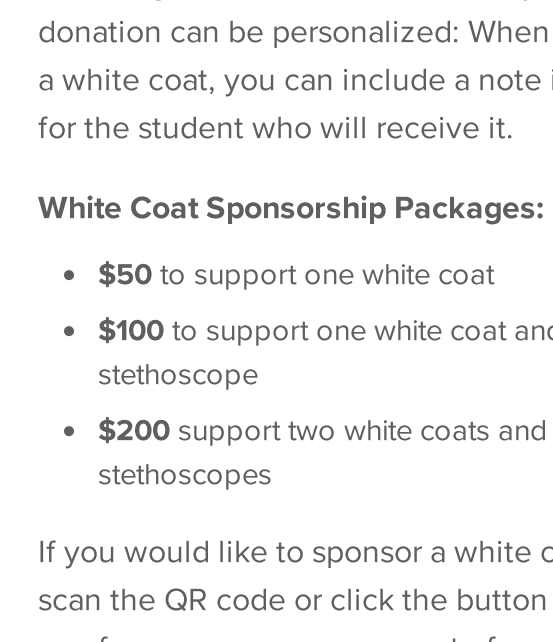 donation can be personalized: When
a white coat, you can include a note
for the student who will receive it.
White Coat Sponsorship Packages:
• $50 to support one white coat
• $100 to support one white coat and
stethoscope
• $200 support two white coats and
stethoscopes
If you would like to sponsor a white
scan the QR code or click the button